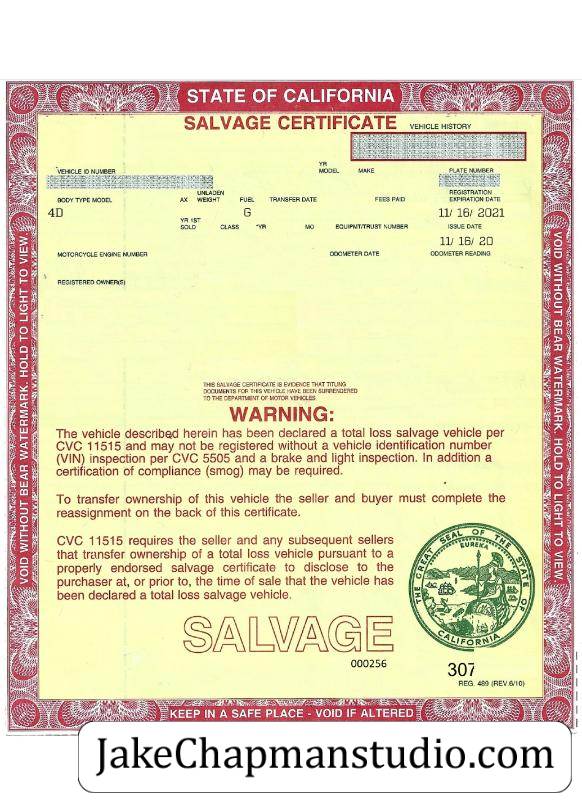 STATE OF CALIFORNIA
SALVAGE CERTIFICATE
VEHICLE HISTORY
VEHICLE ID NUMBER
YR
MODEL
MAKE
PLATE NUMBER
BODY TYPE MODEL
AX
UNLADEN
WEIGHT
FUEL
TRANSFER DATE
FEES PAID
REGISTRATION
EXPIRATION DATE
4D
G
11/16/2021
YR 1ST
SOLD
CLASS
*YR
MO
EQUIPMT/TRUST NUMBER
ISSUE DATE
11/16/20
MOTORCYCLE ENGINE NUMBER
ODOMETER DATE
ODOMETER READING
REGISTERED OWNER(S)
THIS SALVAGE CERTIFICATE IS EVIDENCE THAT TITLING
DOCUMENTS FOR THIS VEHICLE HAVE BEEN SURRENDERED
TO THE DEPARTMENT OF MOTOR VEHICLES.
WARNING:
The vehicle described herein has been declared a total loss salvage vehicle per
CVC 11515 and may not be registered without a vehicle identification number
(VIN) inspection per CVC 5505 and a brake and light inspection. In addition a
certification of compliance (smog) may be required.
To transfer ownership of this vehicle the seller and buyer must complete the
reassignment on the back of this certificate.
CVC 11515 requires the seller and any subsequent sellers
that transfer ownership of a total loss vehicle pursuant to a
properly endorsed salvage certificate to disclose to the
purchaser at, or prior to, the time of sale that the vehicle has
been declared a total loss salvage vehicle.
THE GREAT SEAL OF THE STATE OF CALIFORNIA
EUREKA
SALVAGE
000256
307
REG. 489 (REV.6/10)
VOID WITHOUT BEAR WATERMARK. HOLD TO LIGHT TO VIEW
VOID WITHOUT BEAR WATERMARK. HOLD TO LIGHT TO VIEW
KEEP IN A SAFE PLACE - VOID IF ALTERED
JakeChapmanstudio.com